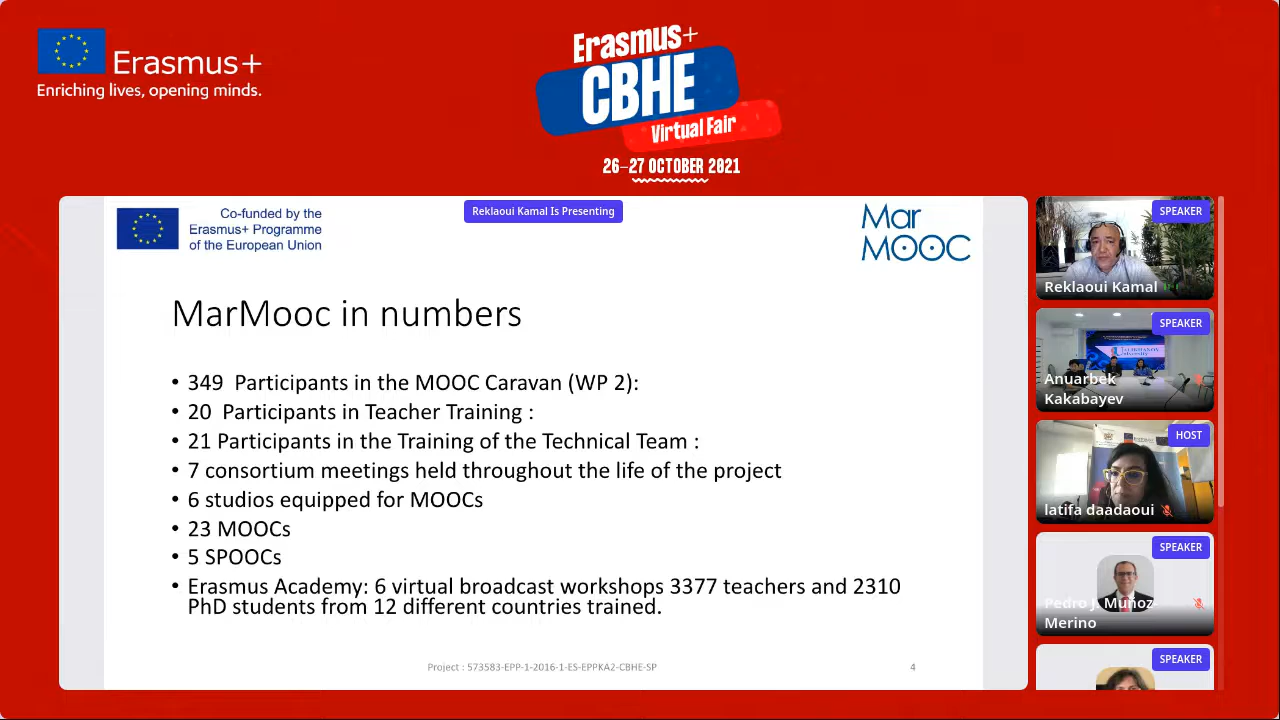 Erasmus+
Enriching lives, opening minds.
Erasmus+
CBHE
Virtual Fair
26–27 OCTOBER 2021
Co-funded by the
Erasmus+ Programme
of the European Union
Reklaoui Kamal Is Presenting
Mar
MOOC
MarMooc in numbers
• 349 Participants in the MOOC Caravan (WP 2):
• 20 Participants in Teacher Training :
• 21 Participants in the Training of the Technical Team :
• 7 consortium meetings held throughout the life of the project
• 6 studios equipped for MOOCs
• 23 MOOCs
• 5 SPOOCs
• Erasmus Academy: 6 virtual broadcast workshops 3377 teachers and 2310
PhD students from 12 different countries trained.
Project : 573583-EPP-1-2016-1-ES-EPPKA2-CBHE-SP
4
SPEAKER
Reklaoui Kamal
SPEAKER
Anuarbek
Kakabayev
HOST
latifa daadaoui
SPEAKER
Pedro J. Muñoz-
Merino
SPEAKER